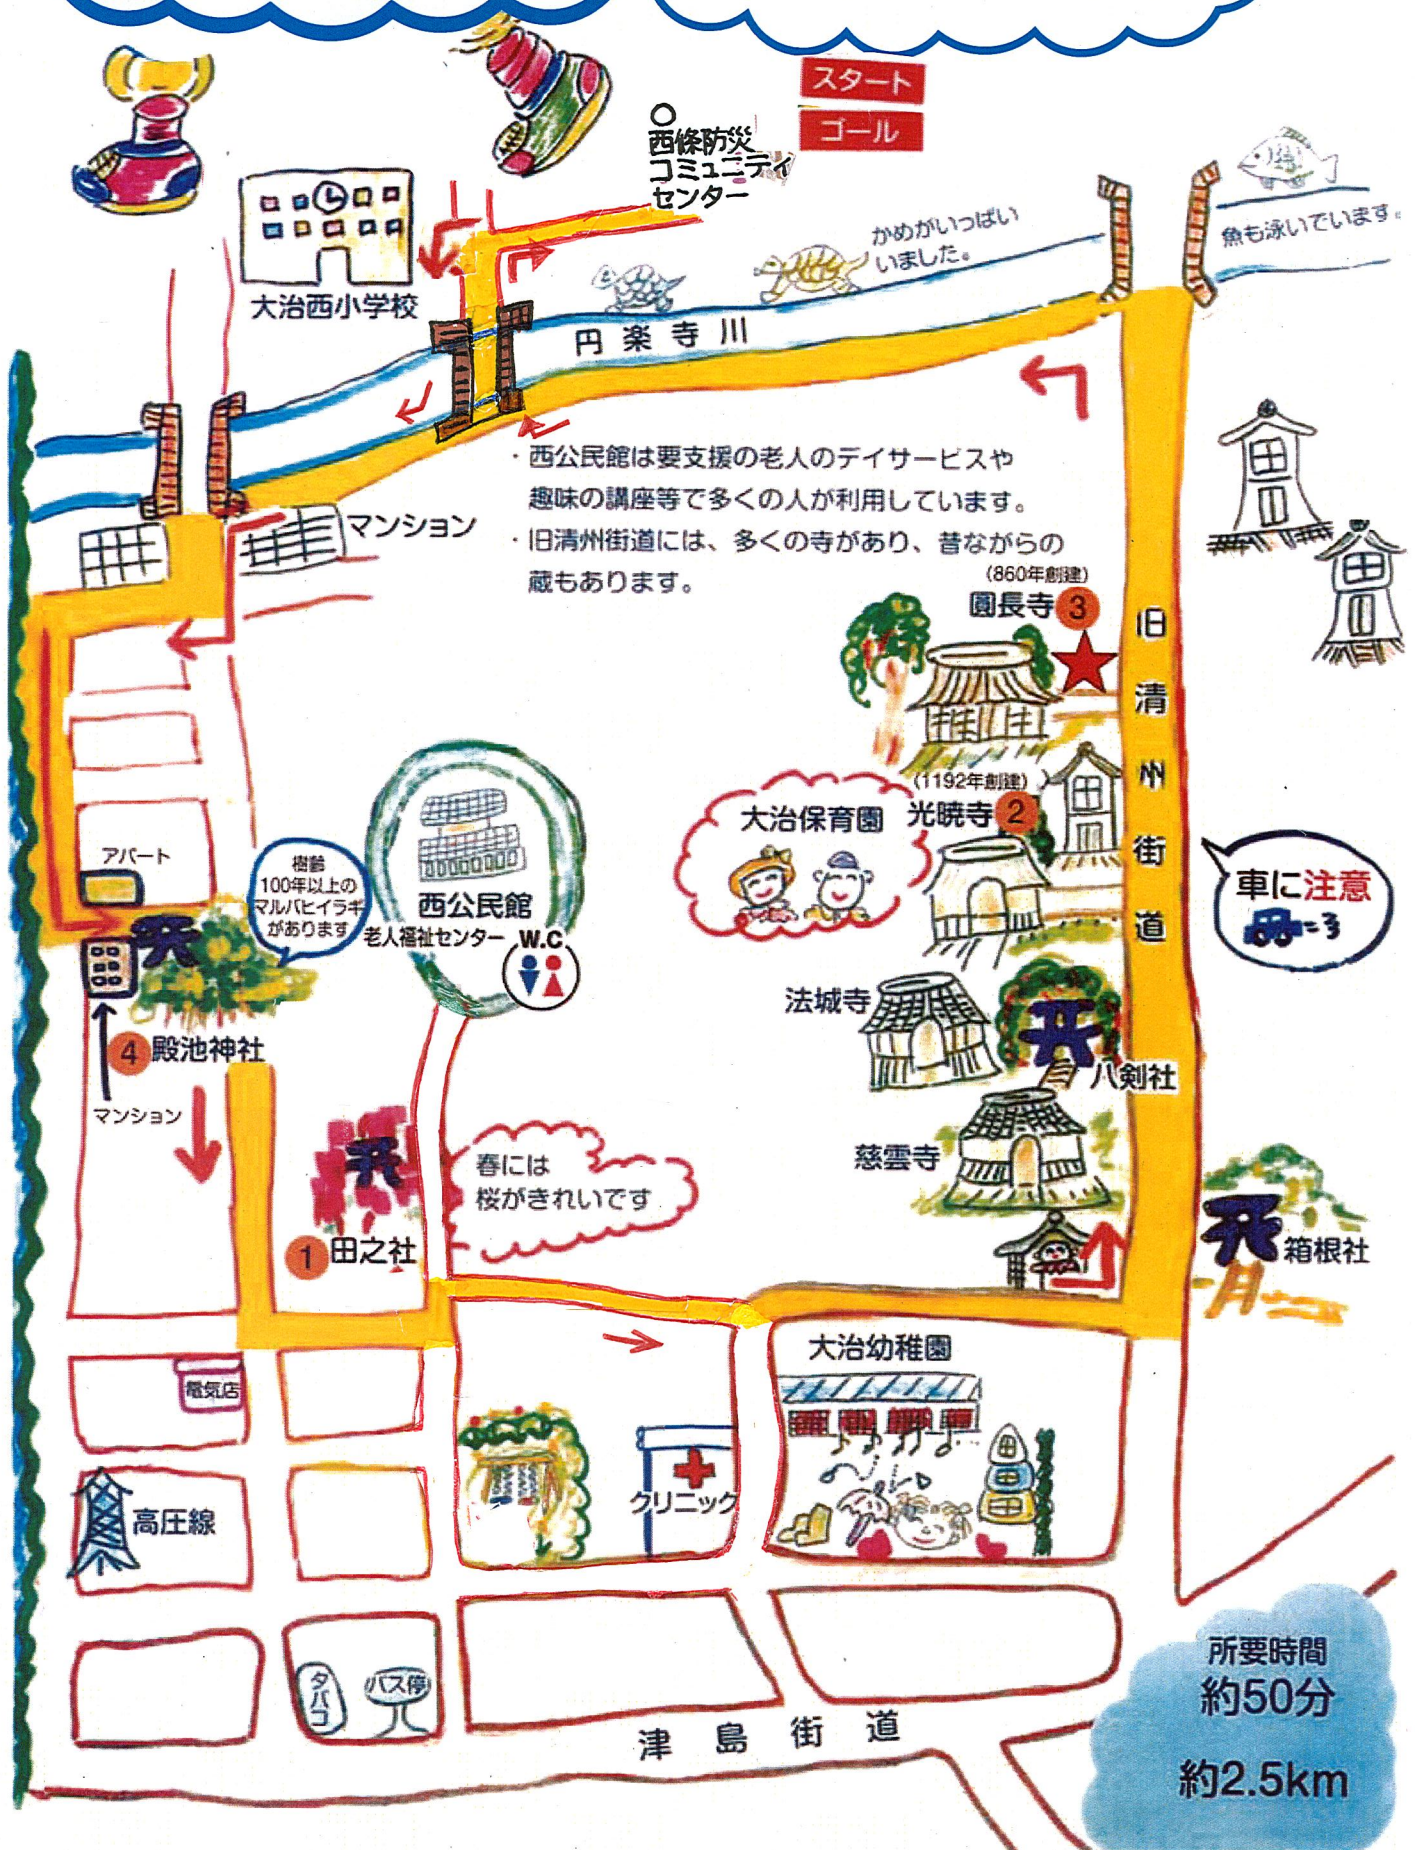 スタート
ゴール
西條防災
コミュニティ
センター
大治西小学校
かめがいっぱい
いました。
魚も泳いでいます。
円楽寺川
・西公民館は要支援の老人のデイサービスや
趣味の講座等で多くの人が利用しています。
・旧清州街道には、多くの寺があり、昔ながらの
蔵もあります。
マンション
(860年創建)
圓長寺 3
旧清州街道
(1192年創建)
光暁寺 2
大治保育園
車に注意
アパート
樹齢
100年以上の
マルバヒイラギ
があります
西公民館
老人福祉センター
W.C
法城寺
八剣社
4 殿池神社
マンション
慈雲寺
春には
桜がきれいです
1 田之社
箱根社
大治幼稚園
電気店
クリニック
高圧線
タバコ
バス停
津島街道
所要時間
約50分
約2.5km